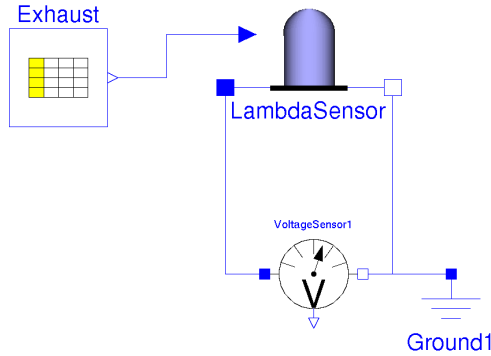 Exhaust
LambdaSensor
VoltageSensor1
V
Ground1